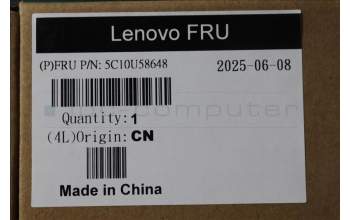 Lenovo FRU
(P)FRU P/N: 5C10U58648 2025-06-08
Quantity: 1
(4L)Origin: CN
Made in China